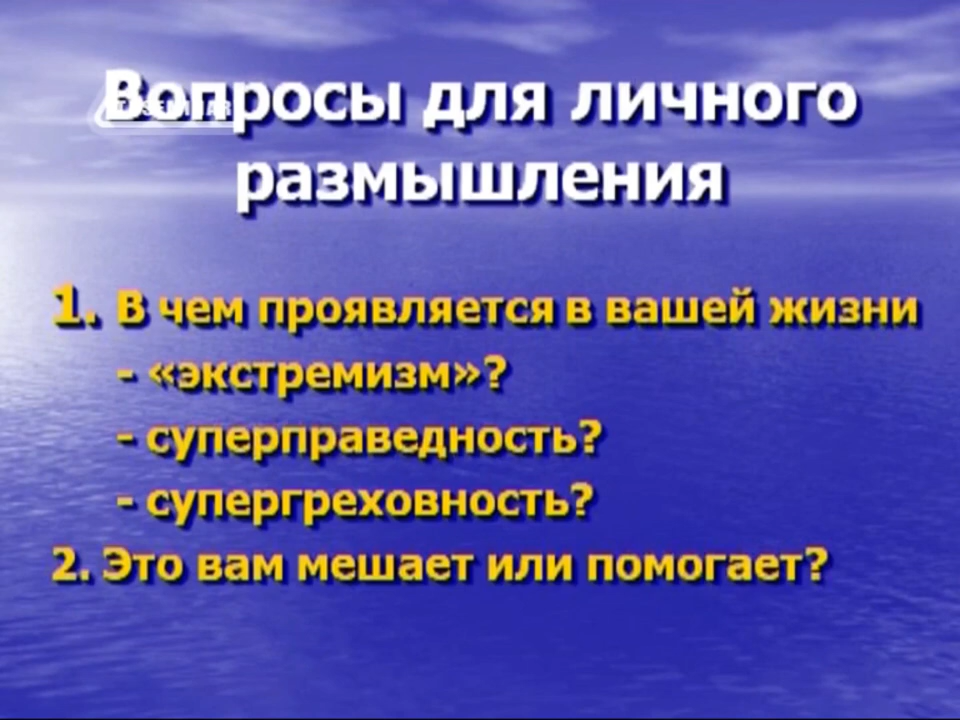 Вопросы для личного
размышления
1. В чем проявляется в вашей жизни
- «экстремизм»?
- суперправедность?
- супергреховность?
2. Это вам мешает или помогает?